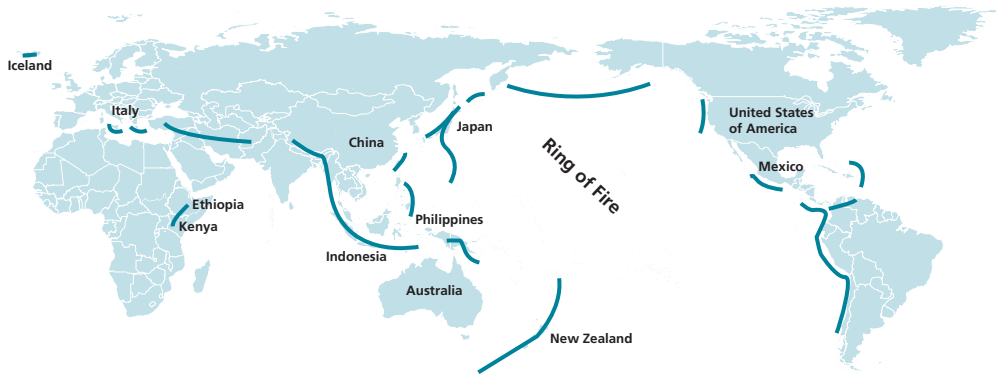 Iceland
Italy
China
Japan
United States
of America
Mexico
Ring of Fire
Ethiopia
Kenya
Philippines
Indonesia
Australia
New Zealand